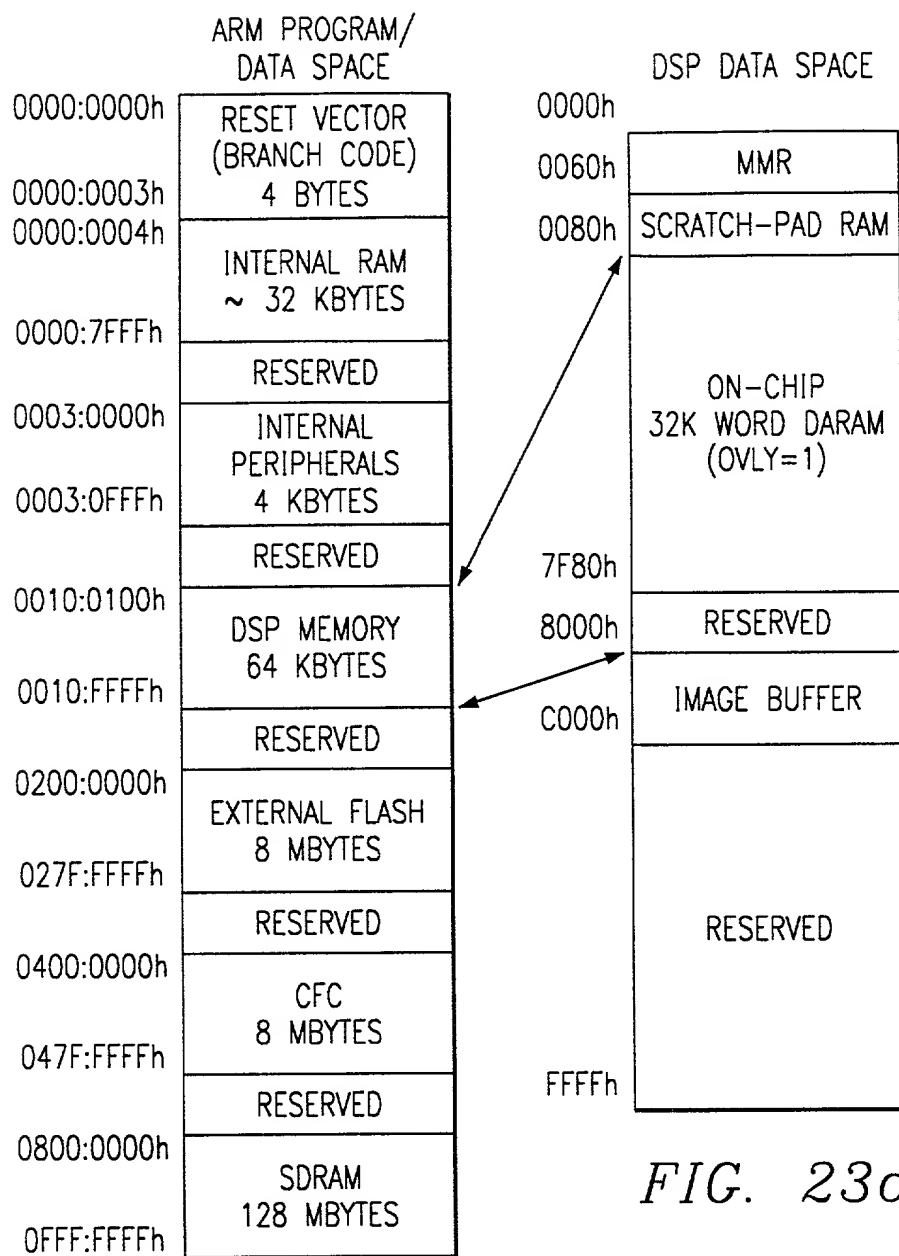 ARM PROGRAM/
DATA SPACE
0000:0000h
RESET VECTOR
(BRANCH CODE)
4 BYTES
0000:0003h
0000:0004h
INTERNAL RAM
~ 32 KBYTES
0000:7FFFh
RESERVED
0003:0000h
INTERNAL
PERIPHERALS
4 KBYTES
0003:0FFFh
RESERVED
0010:0100h
DSP MEMORY
64 KBYTES
0010:FFFFh
RESERVED
0200:0000h
EXTERNAL FLASH
8 MBYTES
027F:FFFFh
RESERVED
0400:0000h
CFC
8 MBYTES
047F:FFFFh
RESERVED
0800:0000h
SDRAM
128 MBYTES
0FFF:FFFFh
DSP DATA SPACE
0000h
MMR
0060h
SCRATCH-PAD RAM
0080h
ON-CHIP
32K WORD DARAM
(OVLY=1)
7F80h
RESERVED
8000h
IMAGE BUFFER
C000h
RESERVED
FFFFh
FIG.